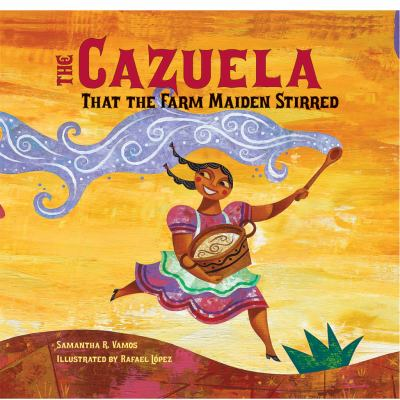 THE
CAZUELA
THAT THE FARM MAIDEN STIRRED
SAMANTHA R. VAMOS
ILLUSTRATED BY RAFAEL LÓPEZ